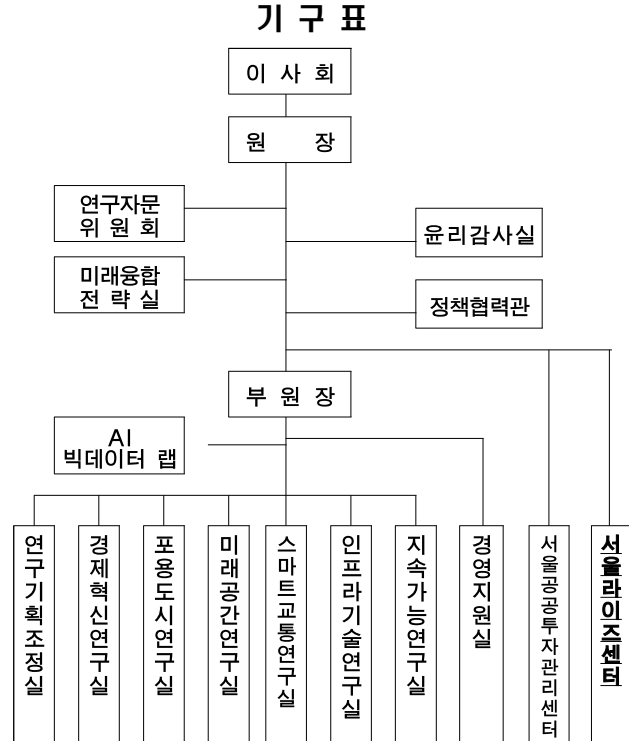 기 구 표
이 사 회
원 장
연구자문
위 원 회
윤리감사실
미래융합
전 략 실
정책협력관
부 원 장
AI
빅데이터 랩
연구기획조정실
경제혁신연구실
포용도시연구실
미래공간연구실
스마트교통연구실
인프라기술연구실
지속가능연구실
경영지원실
서울공공투자관리센터
서울라이즈센터